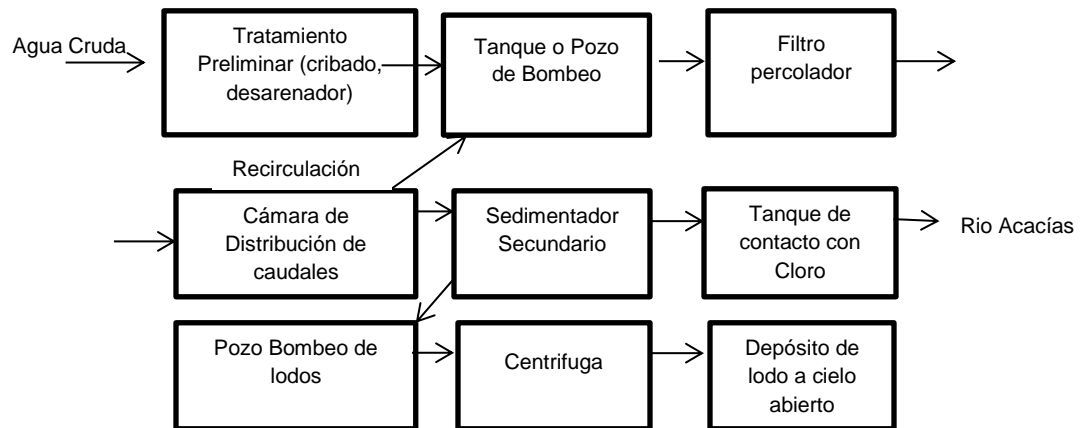 Agua Cruda
Tratamiento
Preliminar (cribado,
desarenador)
Tanque o Pozo
de Bombeo
Filtro
percolador
Recirculación
Cámara de
Distribución de
caudales
Sedimentador
Secundario
Tanque de
contacto con
Cloro
Rio Acacías
Pozo Bombeo de
lodos
Centrifuga
Depósito de
lodo a cielo
abierto